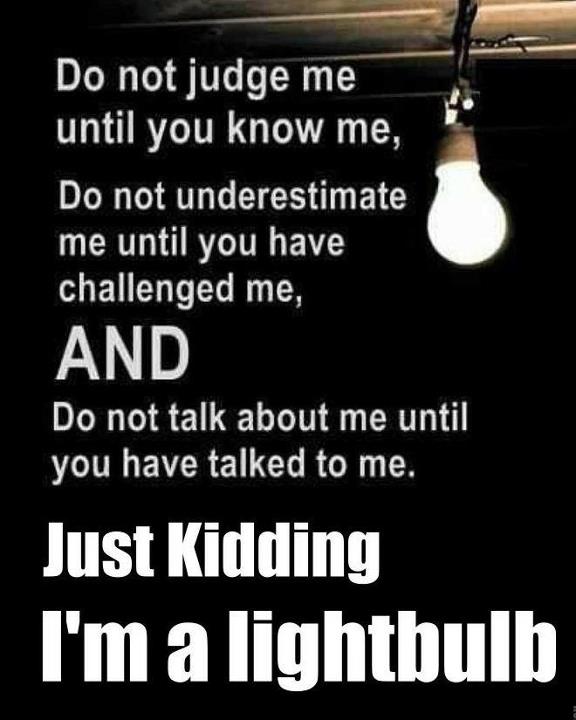 Do not judge me
until you know me,
Do not underestimate
me until you have
challenged me,
AND
Do not talk about me until
you have talked to me.
Just Kidding
I'm a lightbulb